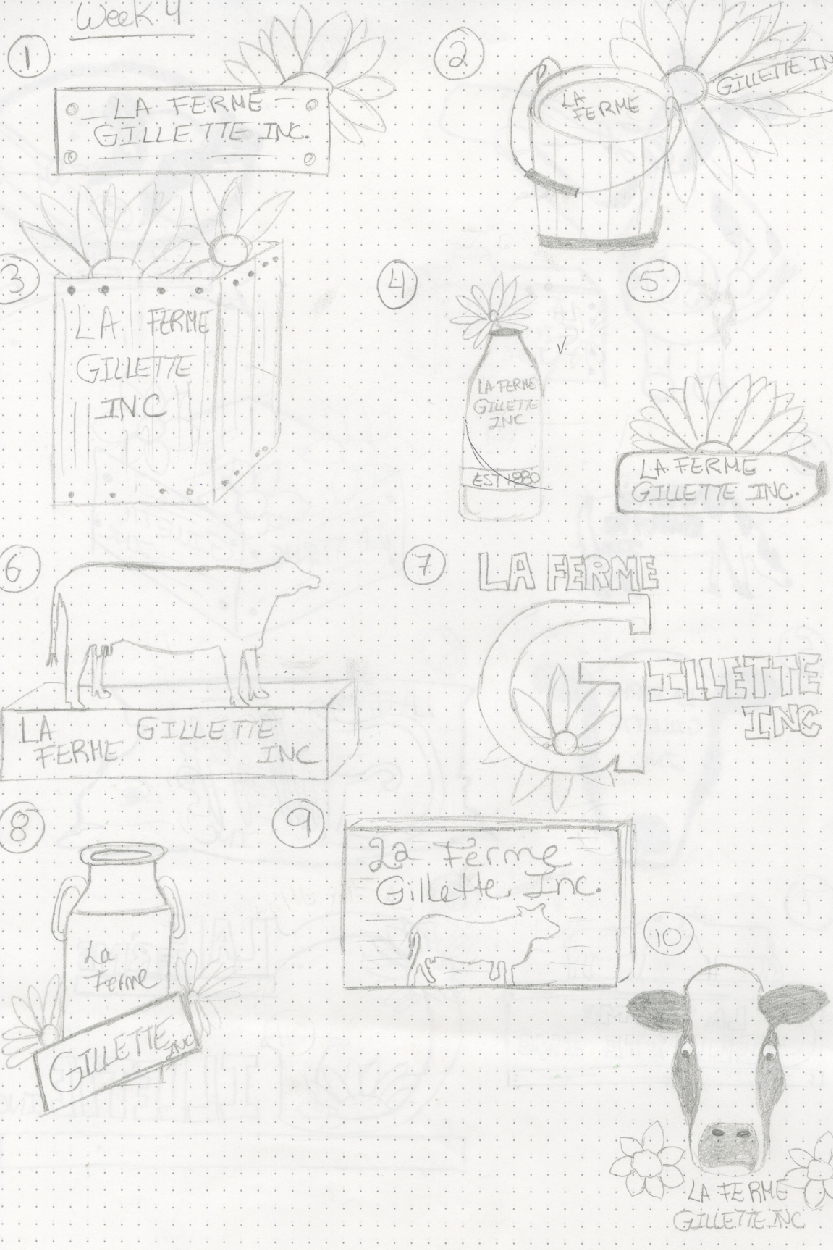 Week 4
1
LA FERME
GILLETTE INC.
2
LA
FERME
GILLETTE IN
3
LA FERME
GILLETTE
INC
4
LA FERME
GILLETTE
INC
EST 1980
5
LA FERME
GILLETTE INC.
6
LA GILLETTE
FERME INC
7
LA FERME
GILLETTE
INC
8
La
Ferme
GILLETTE INC
9
La Ferme
Gillette Inc.
10
LA FERME
GILLETTE INC